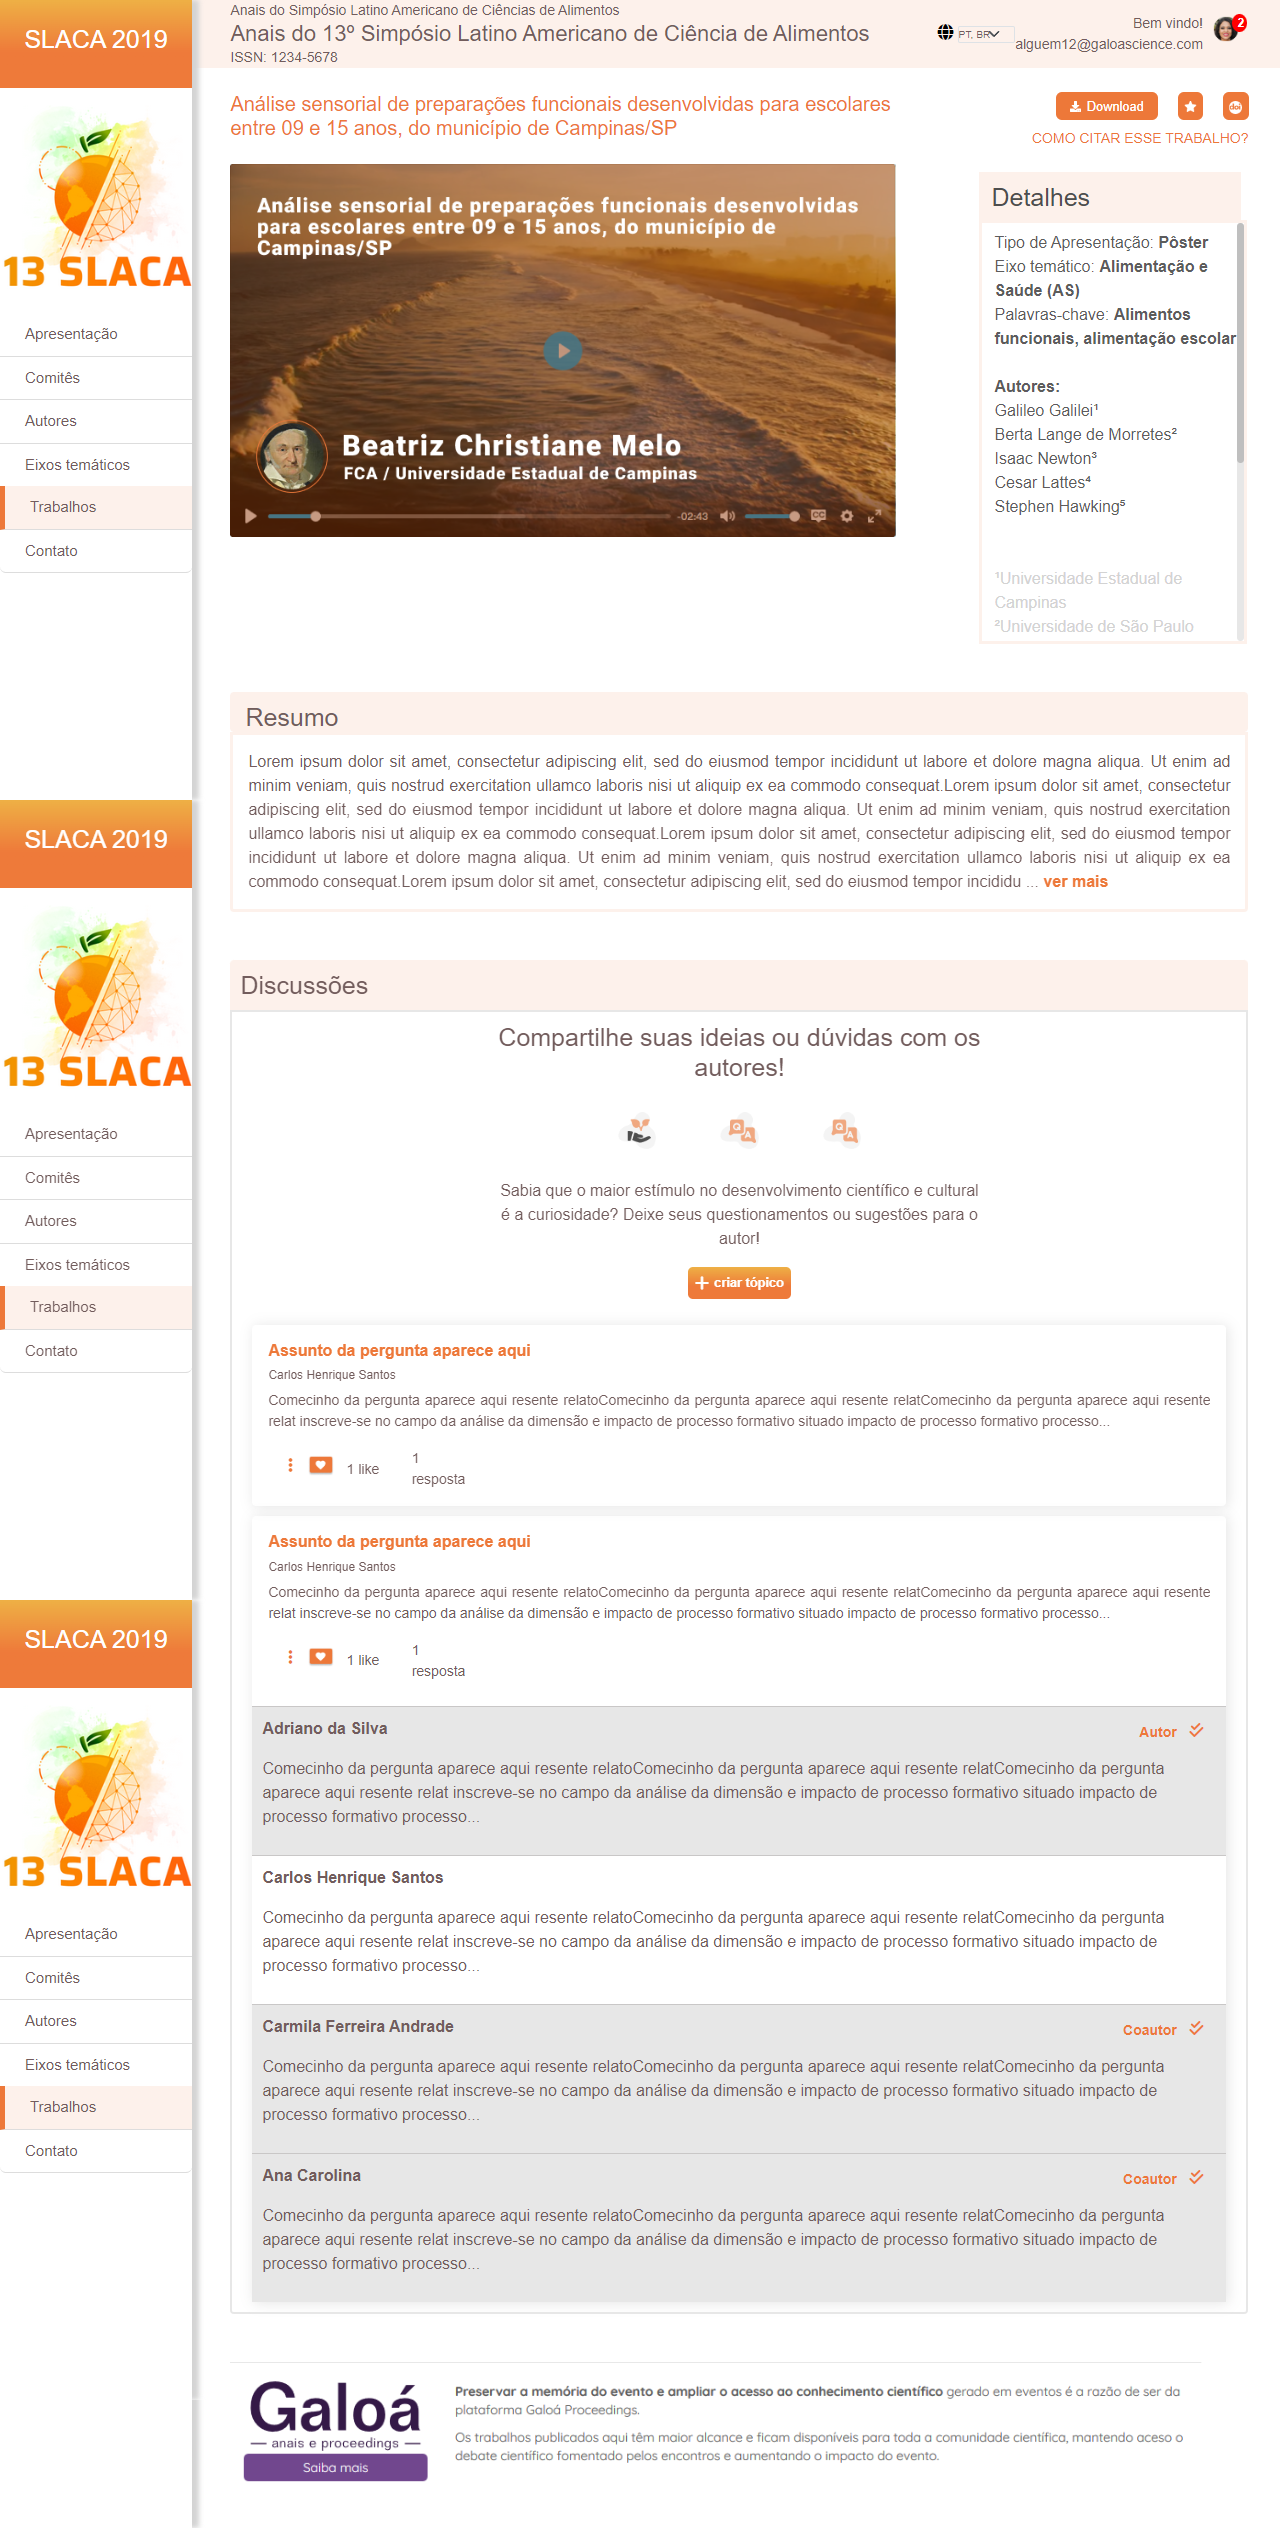 SLACA 2019
13 SLACA
Apresentação
Comitês
Autores
Eixos temáticos
Trabalhos
Contato
Anais do Simpósio Latino Americano de Ciências de Alimentos
Anais do 13º Simpósio Latino Americano de Ciência de Alimentos
ISSN: 1234-5678
PT, BR
Bem vindo!
alguem12@galoascience.com
2
Análise sensorial de preparações funcionais desenvolvidas para escolares
entre 09 e 15 anos, do município de Campinas/SP
Download
doi
COMO CITAR ESSE TRABALHO?
Análise sensorial de preparações funcionais desenvolvidas
para escolares entre 09 e 15 anos, do município de
Campinas/SP
Beatriz Christiane Melo
FCA / Universidade Estadual de Campinas
-02:43
CC
Detalhes
Tipo de Apresentação: Pôster
Eixo temático: Alimentação e
Saúde (AS)
Palavras-chave: Alimentos
funcionais, alimentação escolar
Autores:
Galileo Galilei¹
Berta Lange de Morretes²
Isaac Newton³
Cesar Lattes⁴
Stephen Hawking⁵
¹Universidade Estadual de
Campinas
²Universidade de São Paulo
Resumo
Lorem ipsum dolor sit amet, consectetur adipiscing elit, sed do eiusmod tempor incididunt ut labore et dolore magna aliqua. Ut enim ad
minim veniam, quis nostrud exercitation ullamco laboris nisi ut aliquip ex ea commodo consequat.Lorem ipsum dolor sit amet, consectetur
adipiscing elit, sed do eiusmod tempor incididunt ut labore et dolore magna aliqua. Ut enim ad minim veniam, quis nostrud exercitation
ullamco laboris nisi ut aliquip ex ea commodo consequat.Lorem ipsum dolor sit amet, consectetur adipiscing elit, sed do eiusmod tempor
incididunt ut labore et dolore magna aliqua. Ut enim ad minim veniam, quis nostrud exercitation ullamco laboris nisi ut aliquip ex ea
commodo consequat.Lorem ipsum dolor sit amet, consectetur adipiscing elit, sed do eiusmod tempor incididu ... ver mais
SLACA 2019
13 SLACA
Apresentação
Comitês
Autores
Eixos temáticos
Trabalhos
Contato
Discussões
Compartilhe suas ideias ou dúvidas com os
autores!
Q A
Q A
Sabia que o maior estímulo no desenvolvimento científico e cultural
é a curiosidade? Deixe seus questionamentos ou sugestões para o
autor!
+ criar tópico
Assunto da pergunta aparece aqui
Carlos Henrique Santos
Comecinho da pergunta aparece aqui resente relatoComecinho da pergunta aparece aqui resente relatComecinho da pergunta aparece aqui resente
relat inscreve-se no campo da análise da dimensão e impacto de processo formativo situado impacto de processo formativo processo...
1 like
1
resposta
Assunto da pergunta aparece aqui
Carlos Henrique Santos
Comecinho da pergunta aparece aqui resente relatoComecinho da pergunta aparece aqui resente relatComecinho da pergunta aparece aqui resente
relat inscreve-se no campo da análise da dimensão e impacto de processo formativo situado impacto de processo formativo processo...
1 like
1
resposta
SLACA 2019
13 SLACA
Apresentação
Comitês
Autores
Eixos temáticos
Trabalhos
Contato
Adriano da Silva
Autor
Comecinho da pergunta aparece aqui resente relatoComecinho da pergunta aparece aqui resente relatComecinho da pergunta
aparece aqui resente relat inscreve-se no campo da análise da dimensão e impacto de processo formativo situado impacto de
processo formativo processo...
Carlos Henrique Santos
Comecinho da pergunta aparece aqui resente relatoComecinho da pergunta aparece aqui resente relatComecinho da pergunta
aparece aqui resente relat inscreve-se no campo da análise da dimensão e impacto de processo formativo situado impacto de
processo formativo processo...
Carmila Ferreira Andrade
Coautor
Comecinho da pergunta aparece aqui resente relatoComecinho da pergunta aparece aqui resente relatComecinho da pergunta
aparece aqui resente relat inscreve-se no campo da análise da dimensão e impacto de processo formativo situado impacto de
processo formativo processo...
Ana Carolina
Coautor
Comecinho da pergunta aparece aqui resente relatoComecinho da pergunta aparece aqui resente relatComecinho da pergunta
aparece aqui resente relat inscreve-se no campo da análise da dimensão e impacto de processo formativo situado impacto de
processo formativo processo...
Galoá
anais e proceedings
Saiba mais
Preservar a memória do evento e ampliar o acesso ao conhecimento científico gerado em eventos é a razão de ser da
plataforma Galoá Proceedings.
Os trabalhos publicados aqui têm maior alcance e ficam disponíveis para toda a comunidade científica, mantendo aceso o
debate científico fomentado pelos encontros e aumentando o impacto do evento.